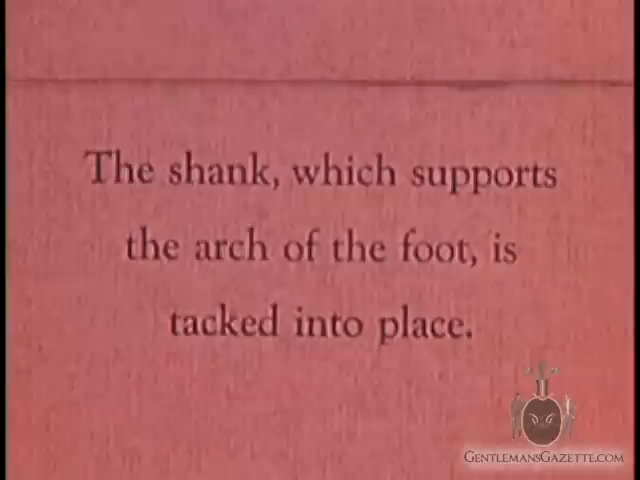 The shank, which supports
the arch of the foot, is
tacked into place.
GentlemansGazette.com